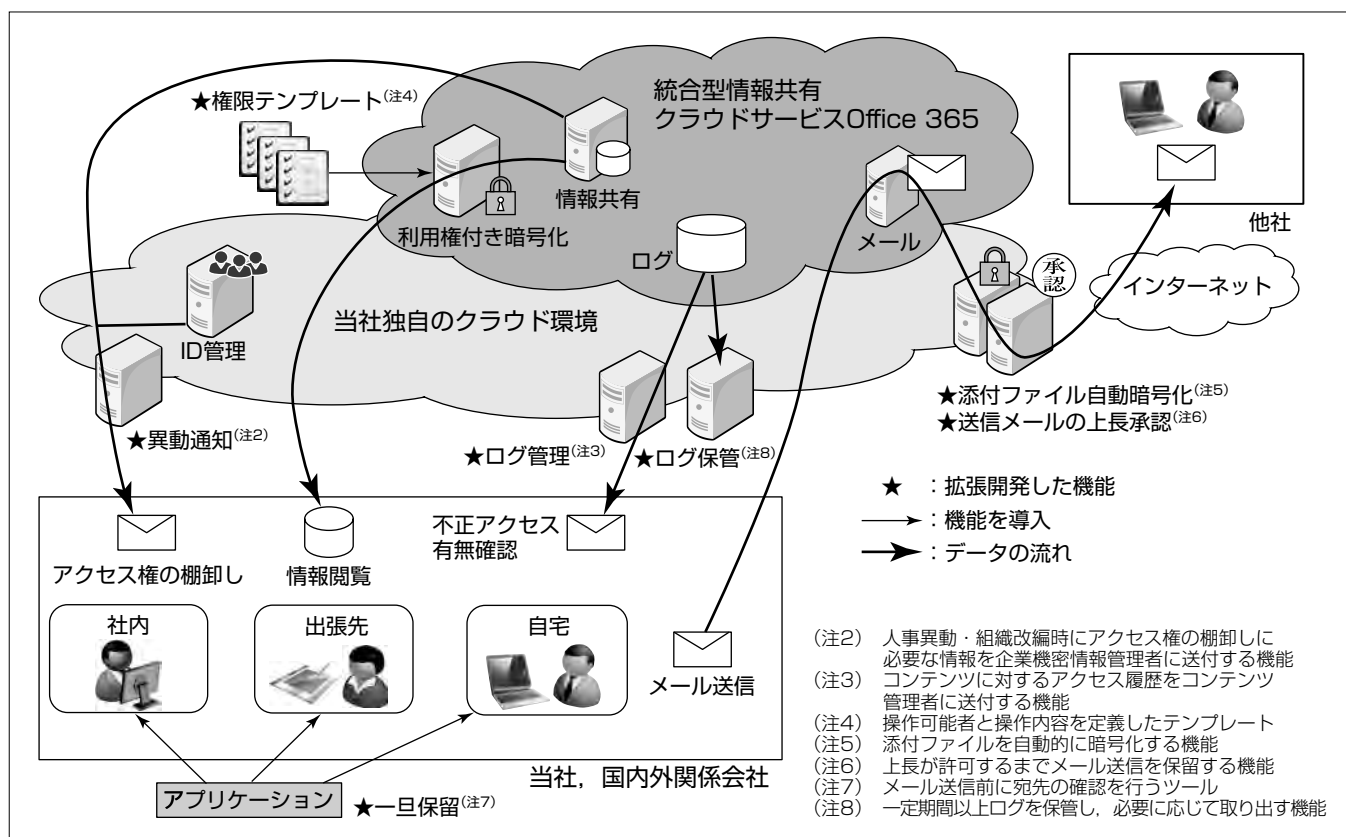 ★権限テンプレート(注4)
統合型情報共有
クラウドサービスOffice 365
情報共有
利用権付き暗号化
ログ
メール
他社
承認
インターネット
ID管理
当社独自のクラウド環境
★異動通知(注2)
★ログ管理(注3)
★ログ保管(注8)
★添付ファイル自動暗号化(注5)
★送信メールの上長承認(注6)
★ :拡張開発した機能
:機能を導入
:データの流れ
アクセス権の棚卸し
情報閲覧
不正アクセス
有無確認
社内
出張先
自宅
メール送信
当社,国内外関係会社
アプリケーション
★一旦保留(注7)
(注2) 人事異動・組織改編時にアクセス権の棚卸しに
必要な情報を企業機密情報管理者に送付する機能
(注3) コンテンツに対するアクセス履歴をコンテンツ
管理者に送付する機能
(注4) 操作可能者と操作内容を定義したテンプレート
(注5) 添付ファイルを自動的に暗号化する機能
(注6) 上長が許可するまでメール送信を保留する機能
(注7) メール送信前に宛先の確認を行うツール
(注8) 一定期間以上ログを保管し,必要に応じて取り出す機能